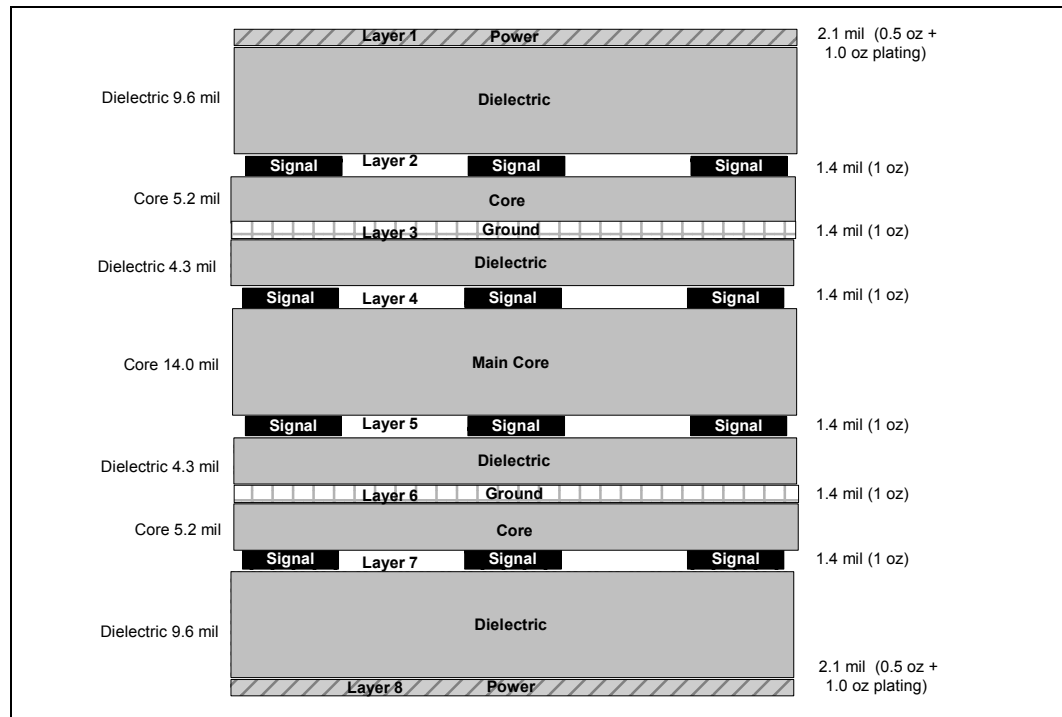 Layer 1 Power 2.1 mil (0.5 oz +
1.0 oz plating)
Dielectric 9.6 mil Dielectric
Signal Layer 2 Signal Signal 1.4 mil (1 oz)
Core 5.2 mil Core
Layer 3 Ground 1.4 mil (1 oz)
Dielectric 4.3 mil Dielectric
Signal Layer 4 Signal Signal 1.4 mil (1 oz)
Core 14.0 mil Main Core
Signal Layer 5 Signal Signal 1.4 mil (1 oz)
Dielectric 4.3 mil Dielectric
Layer 6 Ground 1.4 mil (1 oz)
Core 5.2 mil Core
Signal Layer 7 Signal Signal 1.4 mil (1 oz)
Dielectric 9.6 mil Dielectric
Layer 8 Power 2.1 mil (0.5 oz +
1.0 oz plating)